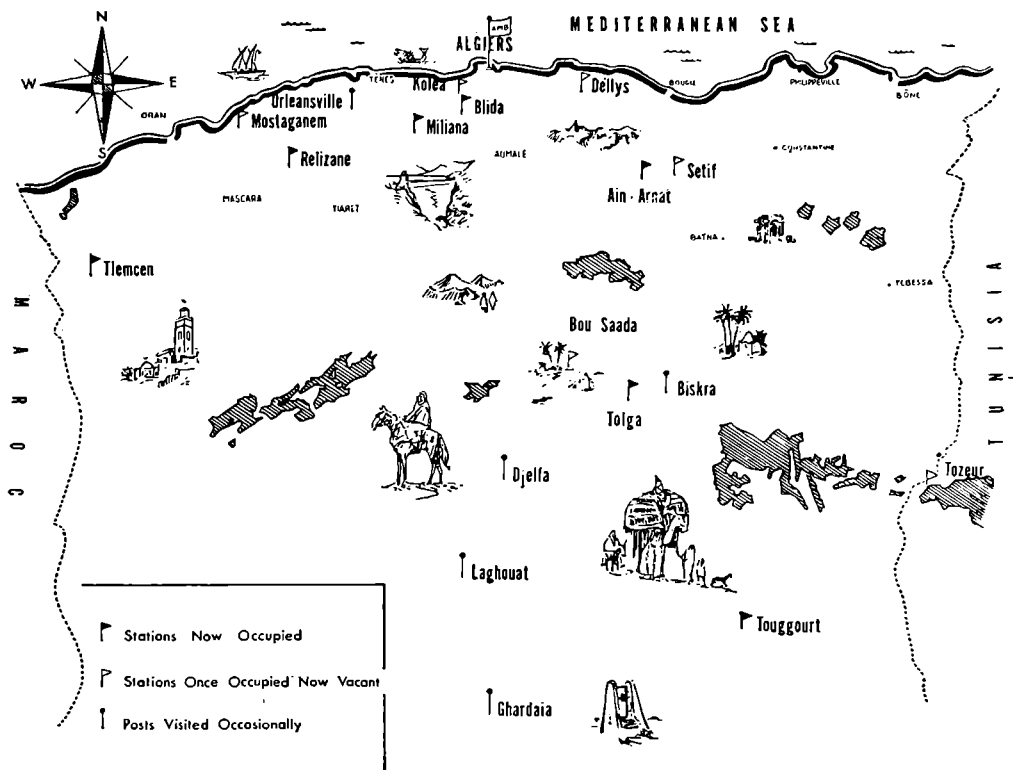 MEDITERRANEAN SEA
N
W
E
S
AMB
ALGIERS
TENES
Kolea
Dellys
BOUGIE
PHILIPPEVILLE
BÔNE
Orleansville
Blida
ORAN
Mostaganem
Miliana
CONSTANTINE
Relizane
AUMALE
Setif
Ain-Arnat
MASCARA
TIARET
BATNA
Tlemcen
TEBESSA
MAROC
TUNISIA
Bou Saada
Biskra
Tolga
Djelfa
Tozeur
Laghouat
Touggourt
Ghardaia
Stations Now Occupied
Stations Once Occupied Now Vacant
Posts Visited Occasionally